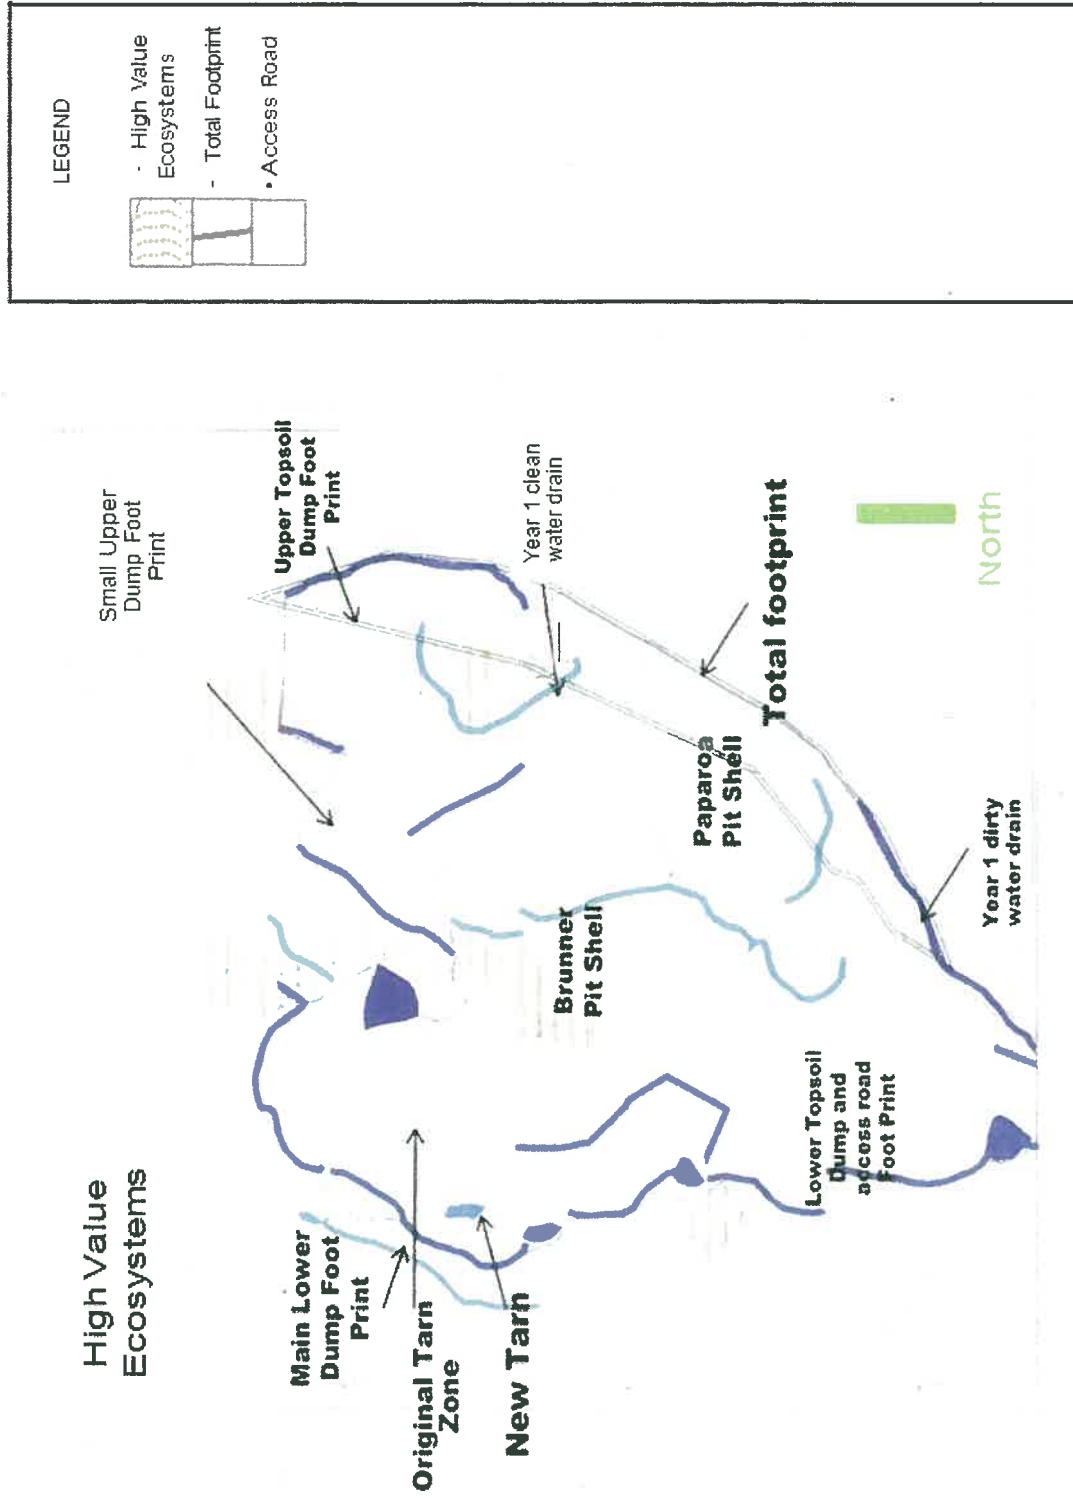 High Value
Ecosystems
Main Lower
Dump Foot
Print
Original Tarn
Zone
New Tarn
Small Upper
Dump Foot
Print
Upper Topsoil
Dump Foot
Print
Year 1 clean
water drain
Brunner
Pit Shell
Paparoa
Pit Shell
Total footprint
Lower Topsoil
Dump and
access road
Foot Print
Year 1 dirty
water drain
North
LEGEND
- High Value
Ecosystems
- Total Footprint
• Access Road